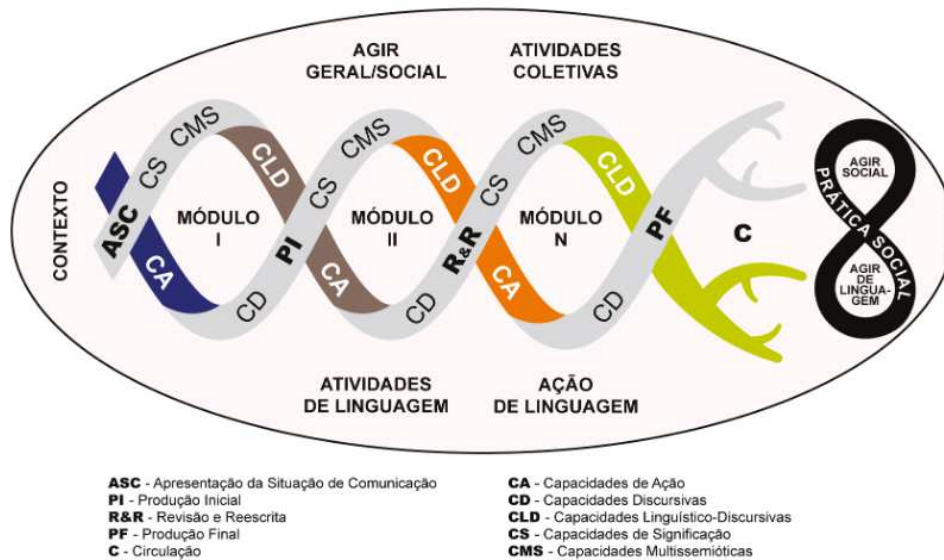 AGIR
GERAL/SOCIAL
ATIVIDADES
COLETIVAS
CONTEXTO
ASC
CS
CMS
CA
MÓDULO
I
CLD
CD
PI
CS
CMS
CA
MÓDULO
II
CLD
CD
R&R
CS
CMS
CA
MÓDULO
N
CLD
CD
PF
C
AGIR
SOCIAL
PRÁTICA SOCIAL
AGIR
DE
LINGUA-
GEM
ATIVIDADES
DE LINGUAGEM
AÇÃO
DE LINGUAGEM
ASC - Apresentação da Situação de Comunicação
PI - Produção Inicial
R&R - Revisão e Reescrita
PF - Produção Final
C - Circulação
CA - Capacidades de Ação
CD - Capacidades Discursivas
CLD - Capacidades Linguístico-Discursivas
CS - Capacidades de Significação
CMS - Capacidades Multissemióticas